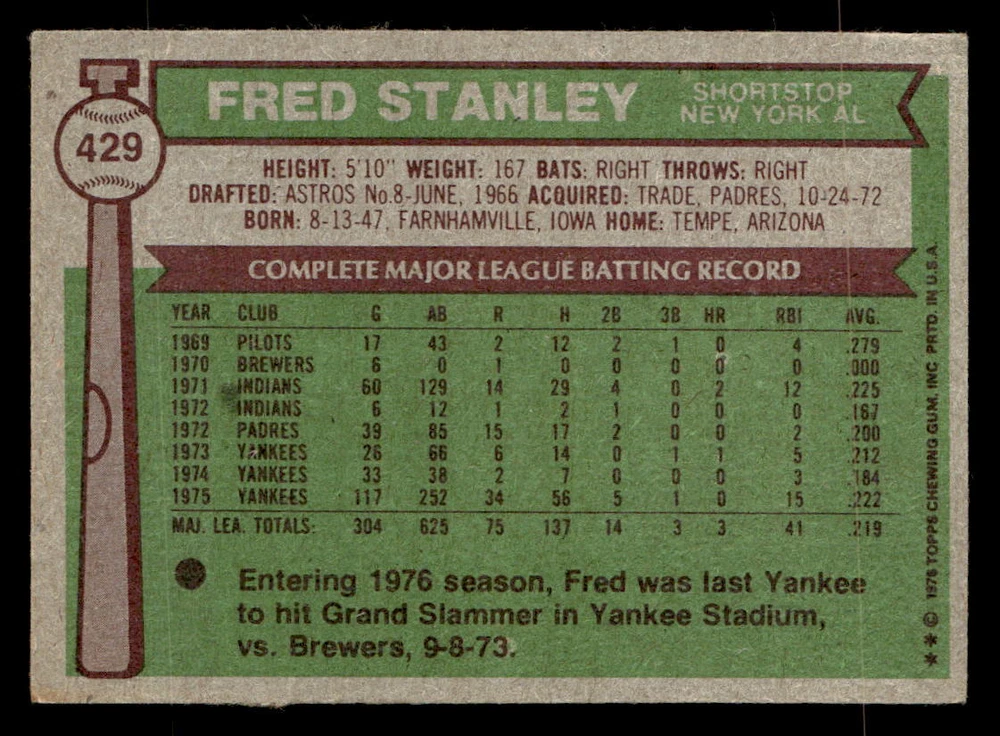 T
429
FRED STANLEY
SHORTSTOP
NEW YORK AL
HEIGHT: 5'10" WEIGHT: 167 BATS: RIGHT THROWS: RIGHT
DRAFTED: ASTROS No.8-JUNE, 1966 ACQUIRED: TRADE, PADRES, 10-24-72
BORN: 8-13-47, FARNHAMVILLE, IOWA HOME: TEMPE, ARIZONA
COMPLETE MAJOR LEAGUE BATTING RECORD
YEAR CLUB G AB R H 2B 3B HR RBI AVG.
1969 PILOTS 17 43 2 12 2 1 0 4 .279
1970 BREWERS 6 0 1 0 0 0 0 0 .000
1971 INDIANS 60 129 14 29 4 0 2 12 .225
1972 INDIANS 6 12 1 2 1 0 0 0 .167
1972 PADRES 39 85 15 17 2 0 0 2 .200
1973 YANKEES 26 66 6 14 0 1 1 5 .212
1974 YANKEES 33 38 2 7 0 0 0 3 .184
1975 YANKEES 117 252 34 56 5 1 0 15 .222
MAJ. LEA. TOTALS: 304 625 75 137 14 3 3 41 .219
Entering 1976 season, Fred was last Yankee
to hit Grand Slammer in Yankee Stadium,
vs. Brewers, 9-8-73.
** © 1976 TOPPS CHEWING GUM, INC. PRTD. IN U.S.A.